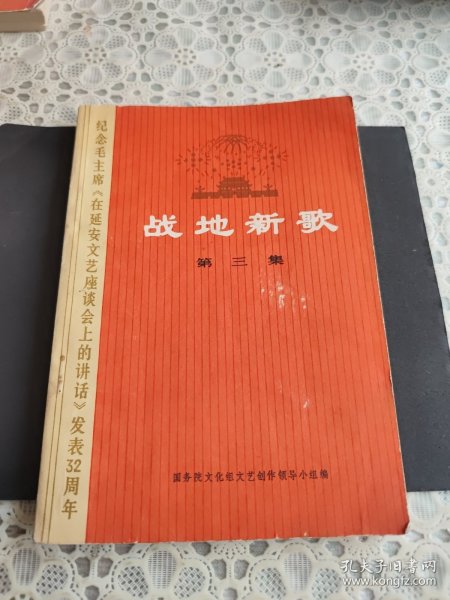 纪念毛主席《在延安文艺座谈会上的讲话》发表32周年
战地新歌
第三集
国务院文化组文艺创作领导小组编
孔夫子旧书网
www.kongfz.com